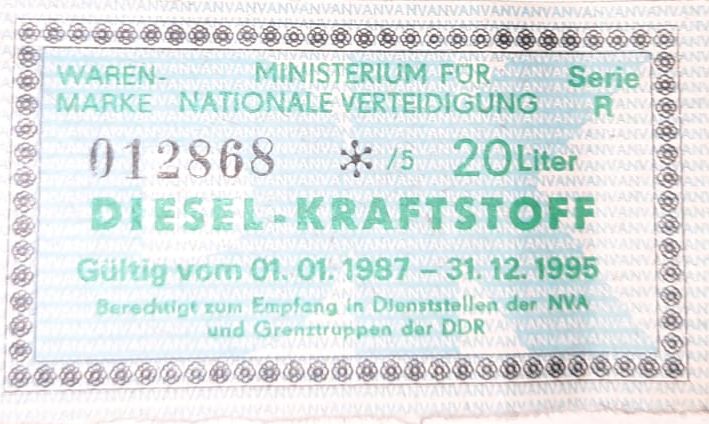 WAREN- MINISTERIUM FÜR Serie
MARKE NATIONALE VERTEIDIGUNG R
012868 * /5 20 Liter
DIESEL-KRAFTSTOFF
Gültig vom 01. 01. 1987 – 31. 12. 1995
Berechtigt zum Empfang in Dienststellen der NVA
und Grenztruppen der DDR